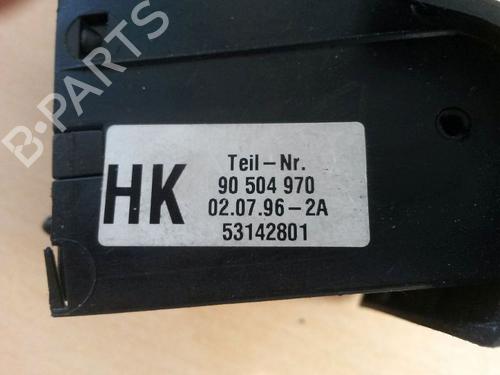 B-PARTS
HK
Teil-Nr.
90 504 970
02.07.96-2A
53142801